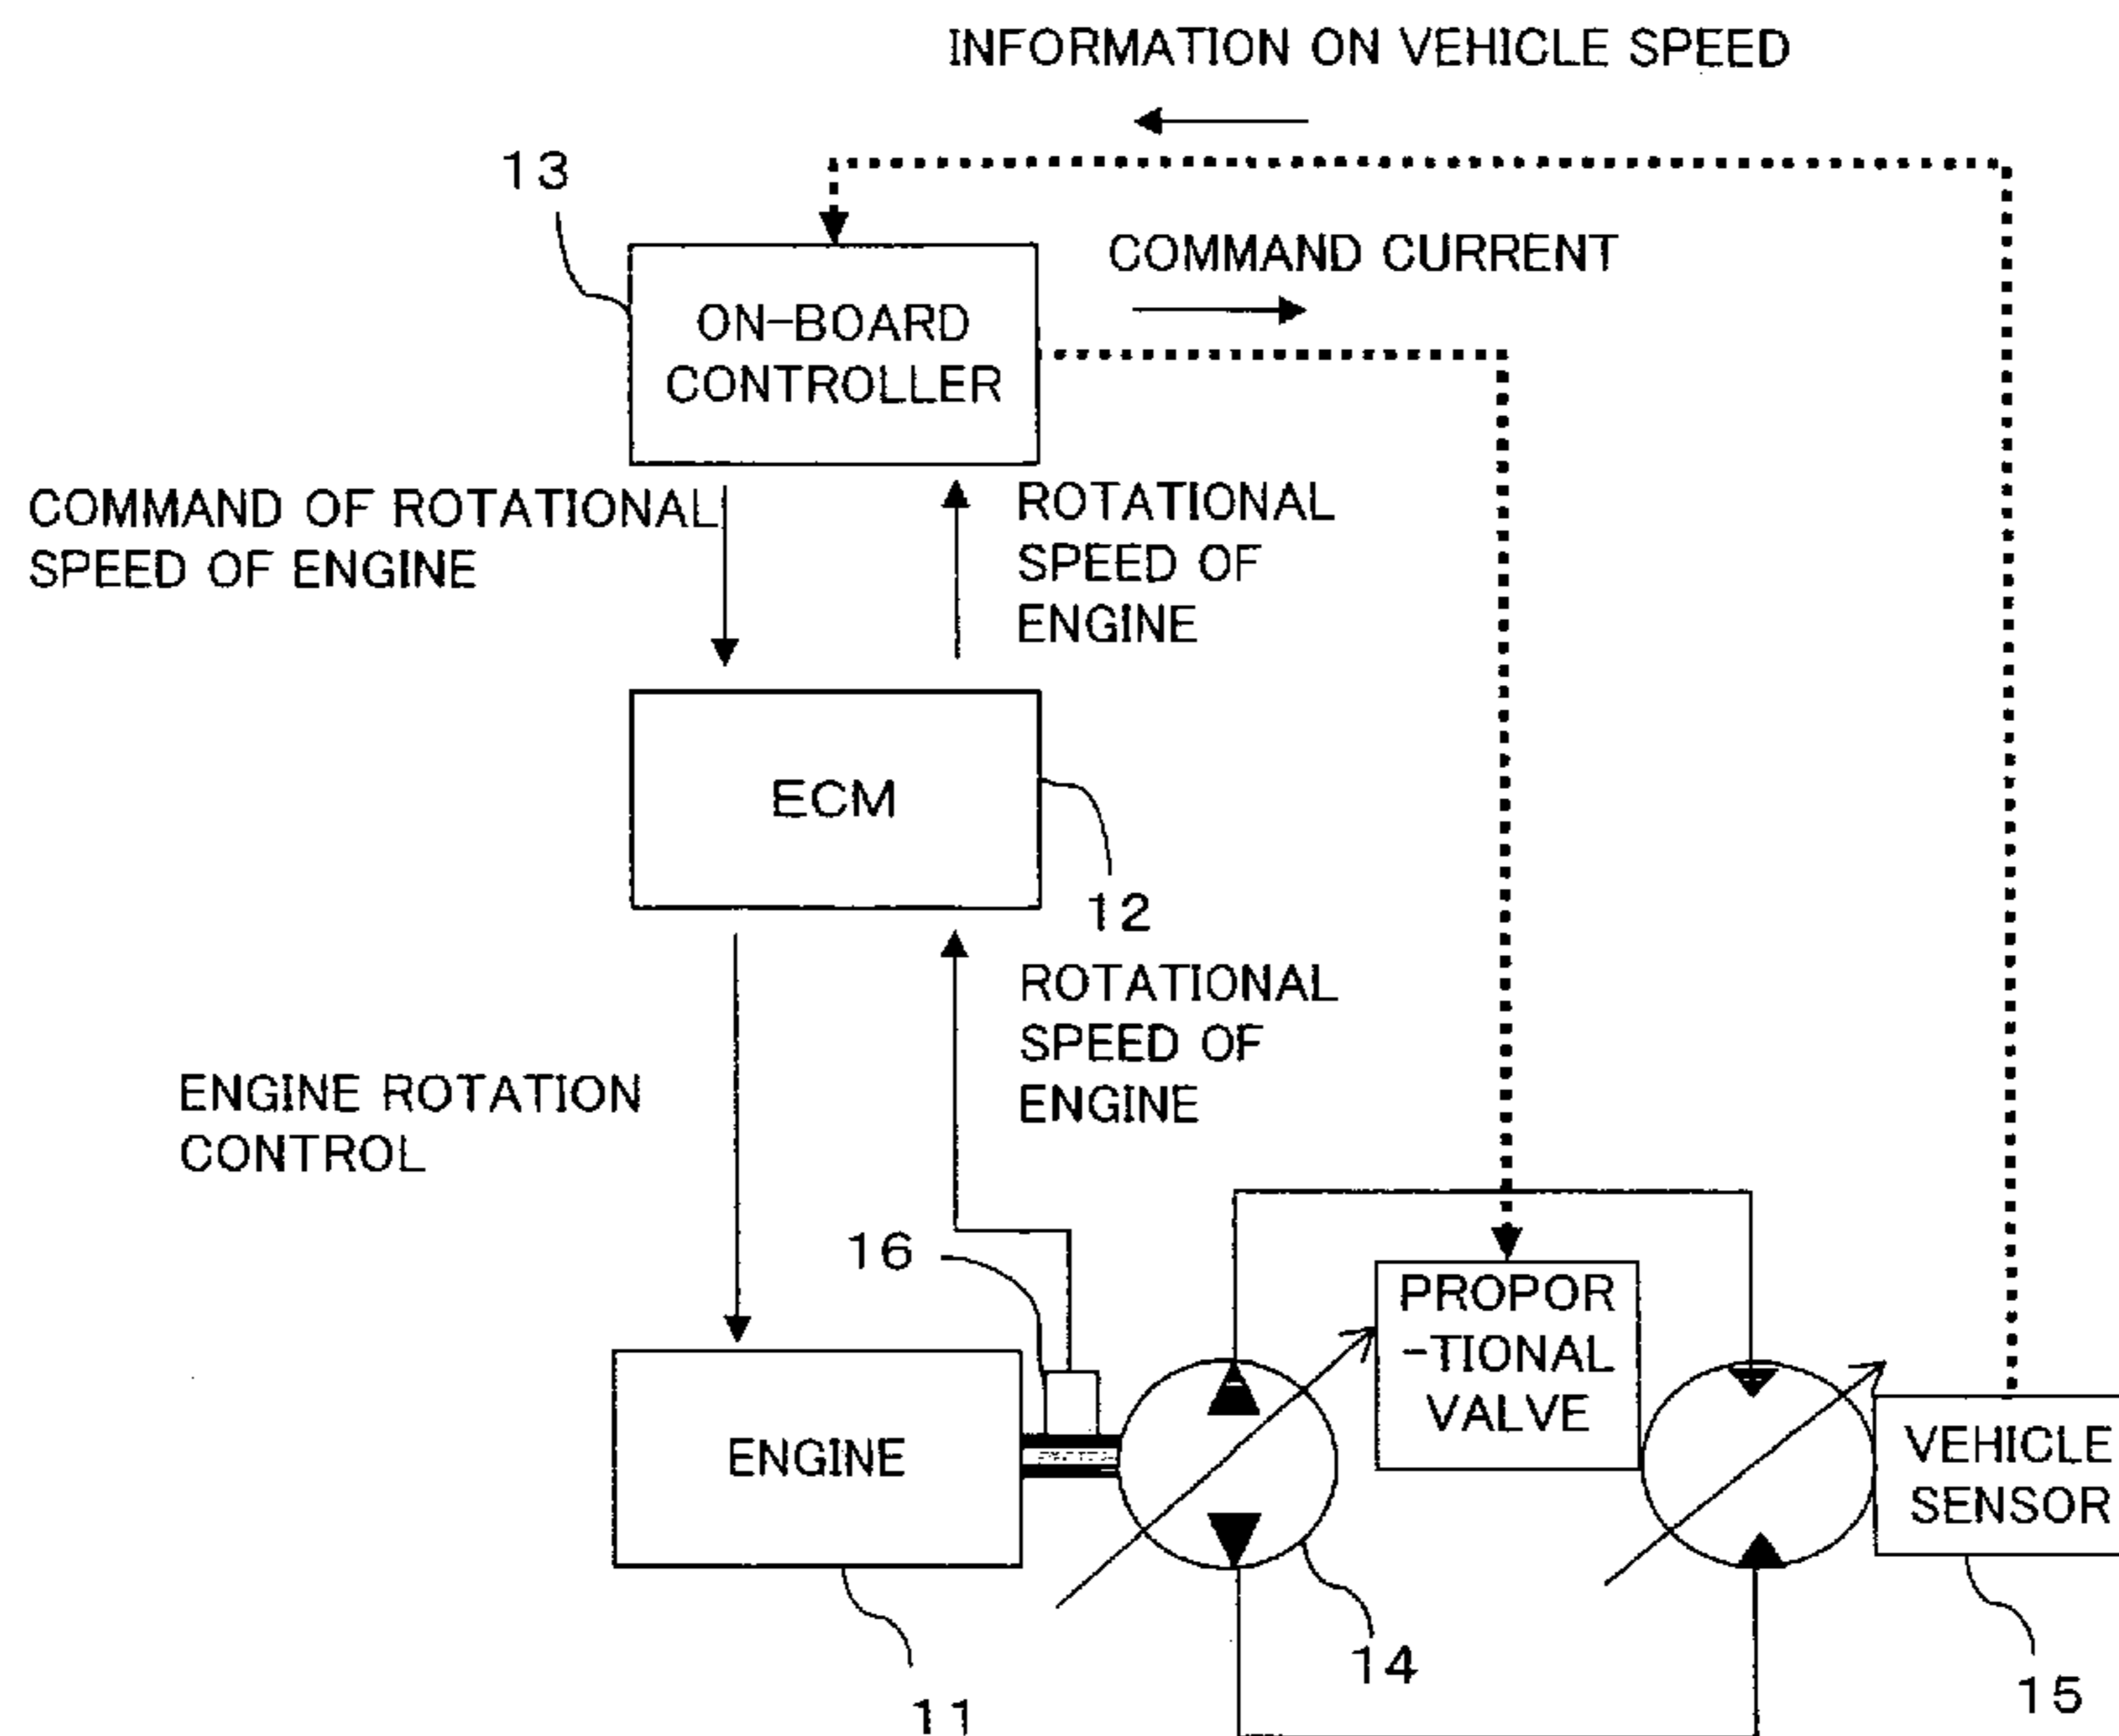 INFORMATION ON VEHICLE SPEED
13
COMMAND CURRENT
ON-BOARD
CONTROLLER
COMMAND OF ROTATIONAL
SPEED OF ENGINE
ROTATIONAL
SPEED OF
ENGINE
ECM
12
ROTATIONAL
SPEED OF
ENGINE
ENGINE ROTATION
CONTROL
16
PROPOR
-TIONAL
VALVE
ENGINE
VEHICLE
SENSOR
14
15
11